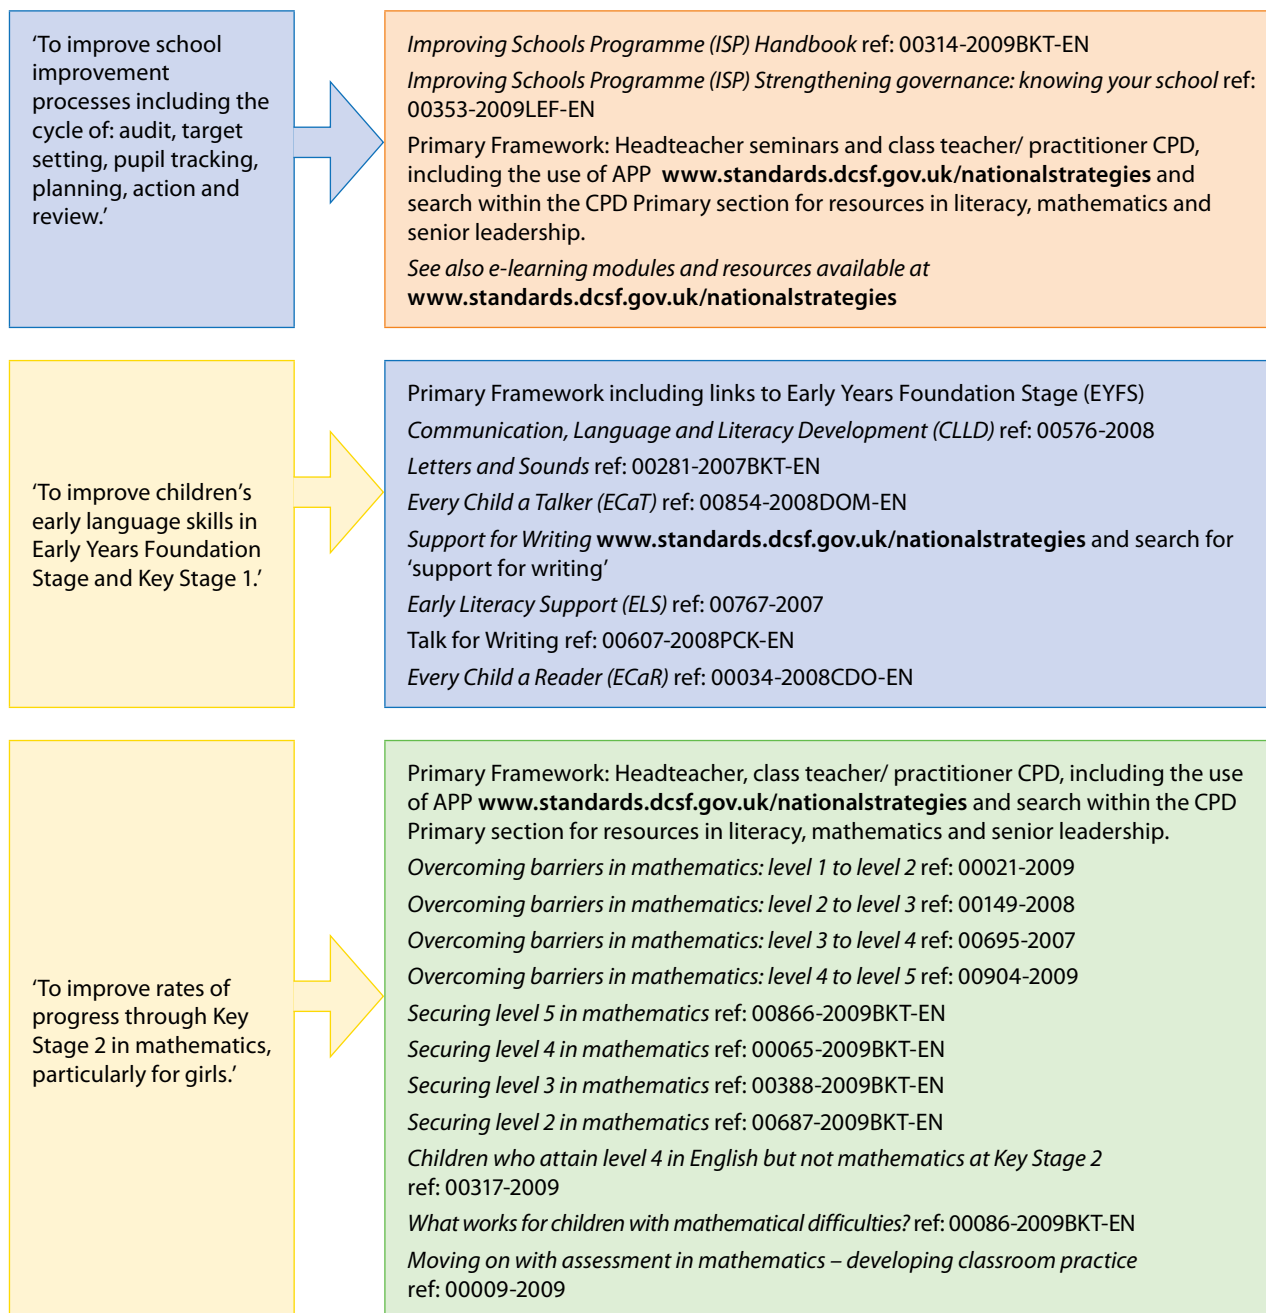 ‘To improve school
improvement
processes including the
cycle of: audit, target
setting, pupil tracking,
planning, action and
review.’
Improving Schools Programme (ISP) Handbook ref: 00314-2009BKT-EN
Improving Schools Programme (ISP) Strengthening governance: knowing your school ref:
00353-2009LEF-EN
Primary Framework: Headteacher seminars and class teacher/ practitioner CPD,
including the use of APP www.standards.dcsf.gov.uk/nationalstrategies and
search within the CPD Primary section for resources in literacy, mathematics and
senior leadership.
See also e-learning modules and resources available at
www.standards.dcsf.gov.uk/nationalstrategies
‘To improve children’s
early language skills in
Early Years Foundation
Stage and Key Stage 1.’
Primary Framework including links to Early Years Foundation Stage (EYFS)
Communication, Language and Literacy Development (CLLD) ref: 00576-2008
Letters and Sounds ref: 00281-2007BKT-EN
Every Child a Talker (ECaT) ref: 00854-2008DOM-EN
Support for Writing www.standards.dcsf.gov.uk/nationalstrategies and search for
‘support for writing’
Early Literacy Support (ELS) ref: 00767-2007
Talk for Writing ref: 00607-2008PCK-EN
Every Child a Reader (ECaR) ref: 00034-2008CDO-EN
‘To improve rates of
progress through Key
Stage 2 in mathematics,
particularly for girls.’
Primary Framework: Headteacher, class teacher/ practitioner CPD, including the use
of APP www.standards.dcsf.gov.uk/nationalstrategies and search within the CPD
Primary section for resources in literacy, mathematics and senior leadership.
Overcoming barriers in mathematics: level 1 to level 2 ref: 00021-2009
Overcoming barriers in mathematics: level 2 to level 3 ref: 00149-2008
Overcoming barriers in mathematics: level 3 to level 4 ref: 00695-2007
Overcoming barriers in mathematics: level 4 to level 5 ref: 00904-2009
Securing level 5 in mathematics ref: 00866-2009BKT-EN
Securing level 4 in mathematics ref: 00065-2009BKT-EN
Securing level 3 in mathematics ref: 00388-2009BKT-EN
Securing level 2 in mathematics ref: 00687-2009BKT-EN
Children who attain level 4 in English but not mathematics at Key Stage 2
ref: 00317-2009
What works for children with mathematical difficulties? ref: 00086-2009BKT-EN
Moving on with assessment in mathematics – developing classroom practice
ref: 00009-2009